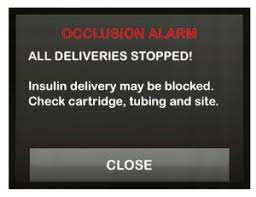 OCCLUSION ALARM
ALL DELIVERIES STOPPED!
Insulin delivery may be blocked.
Check cartridge, tubing and site.
CLOSE